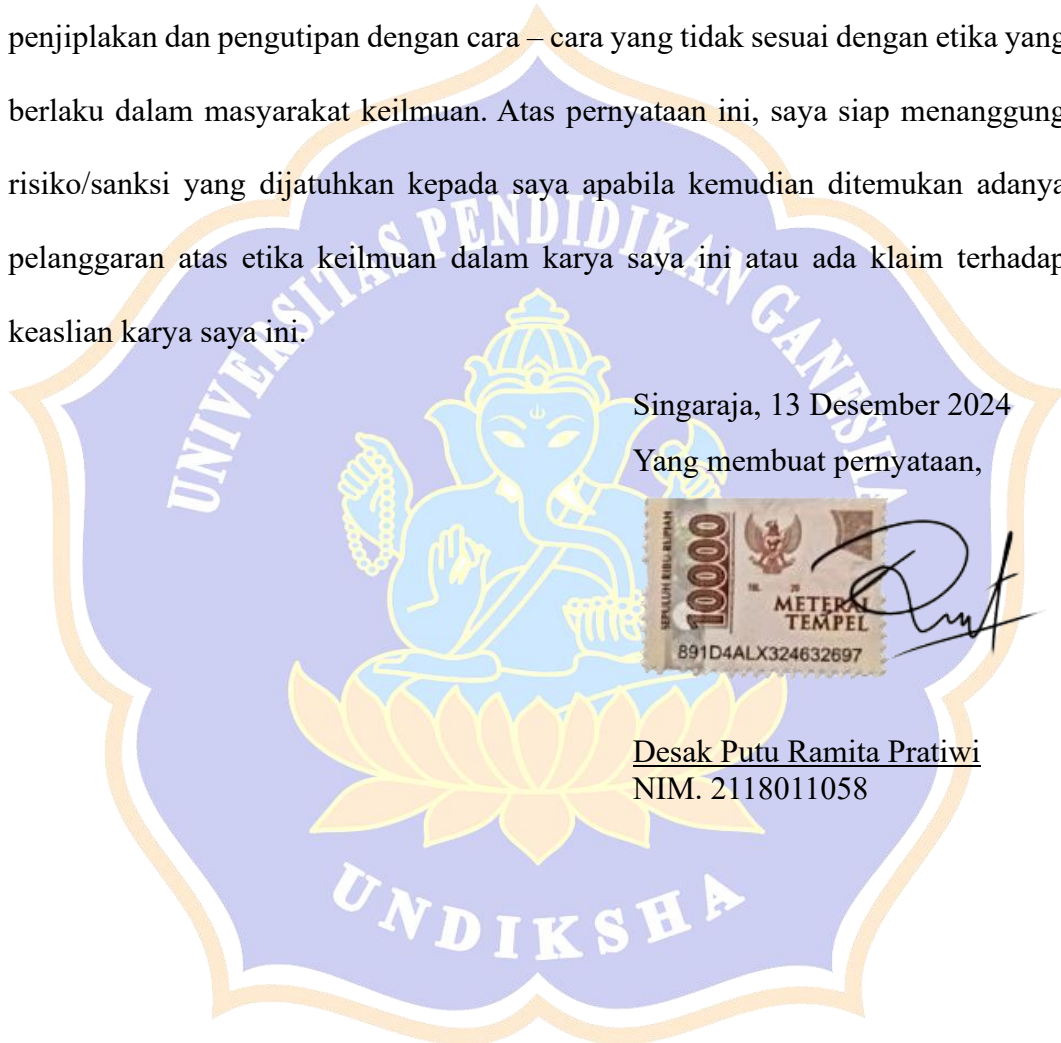 penjiplakan dan pengutipan dengan cara – cara yang tidak sesuai dengan etika yang
berlaku dalam masyarakat keilmuan. Atas pernyataan ini, saya siap menanggung
risiko/sanksi yang dijatuhkan kepada saya apabila kemudian ditemukan adanya
pelanggaran atas etika keilmuan dalam karya saya ini atau ada klaim terhadap
keaslian karya saya ini.
UNIVERSITAS PENDIDIKAN GANESHA
Singaraja, 13 Desember 2024
Yang membuat pernyataan,
SEPULUH RIBU RUPIAH
10000
METERAI
TEMPEL
891D4ALX324632697
Desak Putu Ramita Pratiwi
NIM. 2118011058
UNDIKSHA